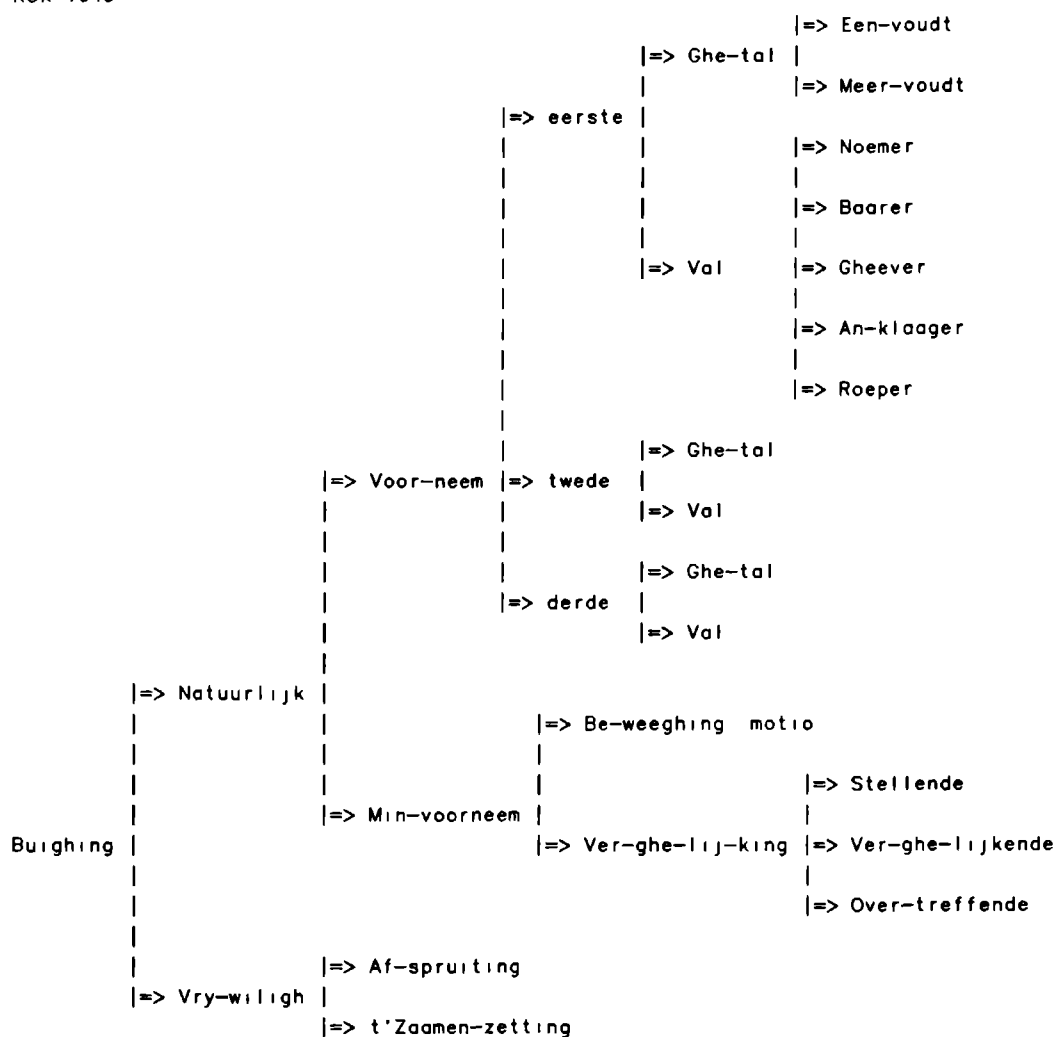 |=> Een-voudt
|=> Ghe-tal
|=> Meer-voudt
|=> eerste
|=> Noemer
|=> Baarer
|=> Val |=> Gheever
|=> An-klaager
|=> Roeper
|=> Ghe-tal
|=> Voor-neem |=> twede
|=> Val
|=> Ghe-tal
|=> derde
|=> Val
|=> Natuurlijk
|=> Be-weeghing motio
|=> Stellende
|=> Min-voorneem
Buighing |=> Ver-ghe-lij-king |=> Ver-ghe-lijkende
|=> Over-treffende
|=> Af-spruiting
|=> Vry-wiligh
|=> t'Zaamen-zetting